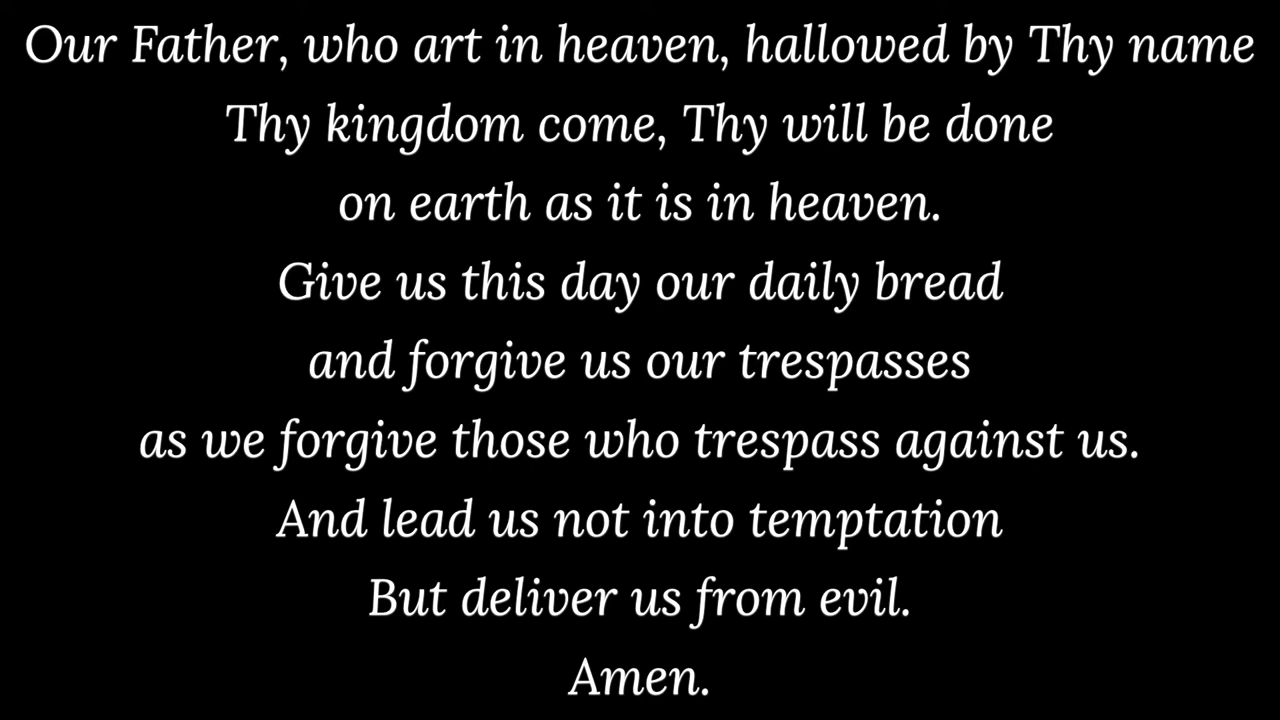 Our Father, who art in heaven, hallowed by Thy name
Thy kingdom come, Thy will be done
on earth as it is in heaven.
Give us this day our daily bread
and forgive us our trespasses
as we forgive those who trespass against us.
And lead us not into temptation
But deliver us from evil.
Amen.